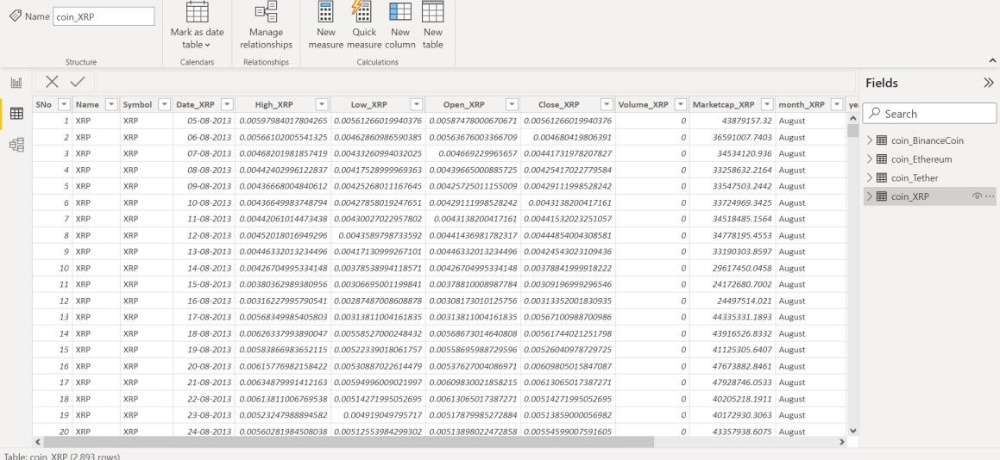 Name coin_XRP
Mark as date table
Manage relationships
New measure
Quick measure
New column
New table
Structure Calendars Relationships Calculations
SNo Name Symbol Date_XRP High_XRP Low_XRP Open_XRP Close_XRP Volume_XRP Marketcap_XRP month_XRP
1 XRP XRP 05-08-2013 0.00597984017804265 0.00561266019940376 0.00587478000670671 0.00561266019940376 0 43879157.32 August
2 XRP XRP 06-08-2013 0.00566102005541325 0.00462860986590385 0.00563676003366709 0.004680419806391 0 36591007.7403 August
3 XRP XRP 07-08-2013 0.00468201981857419 0.00433260994032025 0.004669229965657 0.00441731978207827 0 34534120.936 August
4 XRP XRP 08-08-2013 0.00442402996122837 0.00417528999969363 0.00439665000885725 0.00425417022779584 0 33258632.2164 August
5 XRP XRP 09-08-2013 0.00436668004840612 0.00425268011167645 0.00425725011155009 0.00429111998528242 0 33547503.2442 August
6 XRP XRP 10-08-2013 0.00436649983748794 0.00427858019247651 0.00429111998528242 0.0043138200417161 0 33724969.3425 August
7 XRP XRP 11-08-2013 0.00442061014473438 0.00430027022957802 0.0043138200417161 0.00441532023251057 0 34518485.1564 August
8 XRP XRP 12-08-2013 0.00452018016949296 0.0043589798733592 0.00441436981782317 0.00444854004308581 0 34778195.4553 August
9 XRP XRP 13-08-2013 0.00446332013234496 0.00417130999267101 0.00446332013234496 0.00424543023109436 0 33190303.8597 August
10 XRP XRP 14-08-2013 0.00426704995334148 0.00378538994118571 0.00426704995334148 0.00378841999918222 0 29617450.0458 August
11 XRP XRP 15-08-2013 0.00380362989380956 0.00306695001199841 0.00378810008987784 0.00309196999296546 0 24172680.7002 August
12 XRP XRP 16-08-2013 0.00316227995790541 0.00287487008608878 0.00308173010125756 0.00313352001830935 0 24497514.021 August
13 XRP XRP 17-08-2013 0.00568349985405803 0.00313811004161835 0.00313811004161835 0.00567100988700986 0 44335331.1893 August
14 XRP XRP 18-08-2013 0.00626337993890047 0.00558527000248432 0.00568673014640808 0.00561744021251798 0 43916526.8332 August
15 XRP XRP 19-08-2013 0.00583866983652115 0.00522339018061757 0.00558695988729596 0.00526040978729725 0 41125305.6407 August
16 XRP XRP 20-08-2013 0.00615776982158422 0.00530887022614479 0.00537627004086971 0.00609805015847087 0 47673882.8461 August
17 XRP XRP 21-08-2013 0.00634879991412163 0.00594996009021997 0.00609830021858215 0.00613065017387271 0 47928746.0533 August
18 XRP XRP 22-08-2013 0.00613811006769538 0.00514271995052695 0.00613065017387271 0.00514271995052695 0 40205218.1911 August
19 XRP XRP 23-08-2013 0.00523247988894582 0.004919049795717 0.00517879985272884 0.00513859000056982 0 40172930.3063 August
20 XRP XRP 24-08-2013 0.00560281984508038 0.00512553984299302 0.00513898022472858 0.00554599007591605 0 43357938.6075 August
Fields
Search
coin_BinanceCoin
coin_Ethereum
coin_Tether
coin_XRP
Table: coin_XRP (2,893 rows)